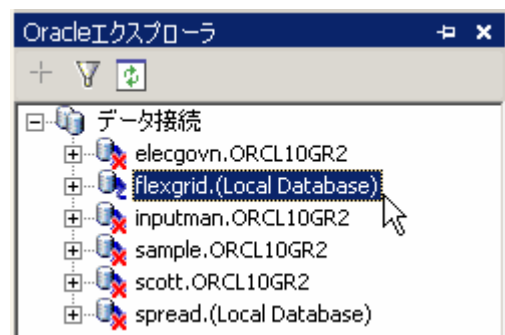 Oracleエクスプローラ
データ接続
elecgovn.ORCL10GR2
flexgrid.(Local Database)
inputman.ORCL10GR2
sample.ORCL10GR2
scott.ORCL10GR2
spread.(Local Database)